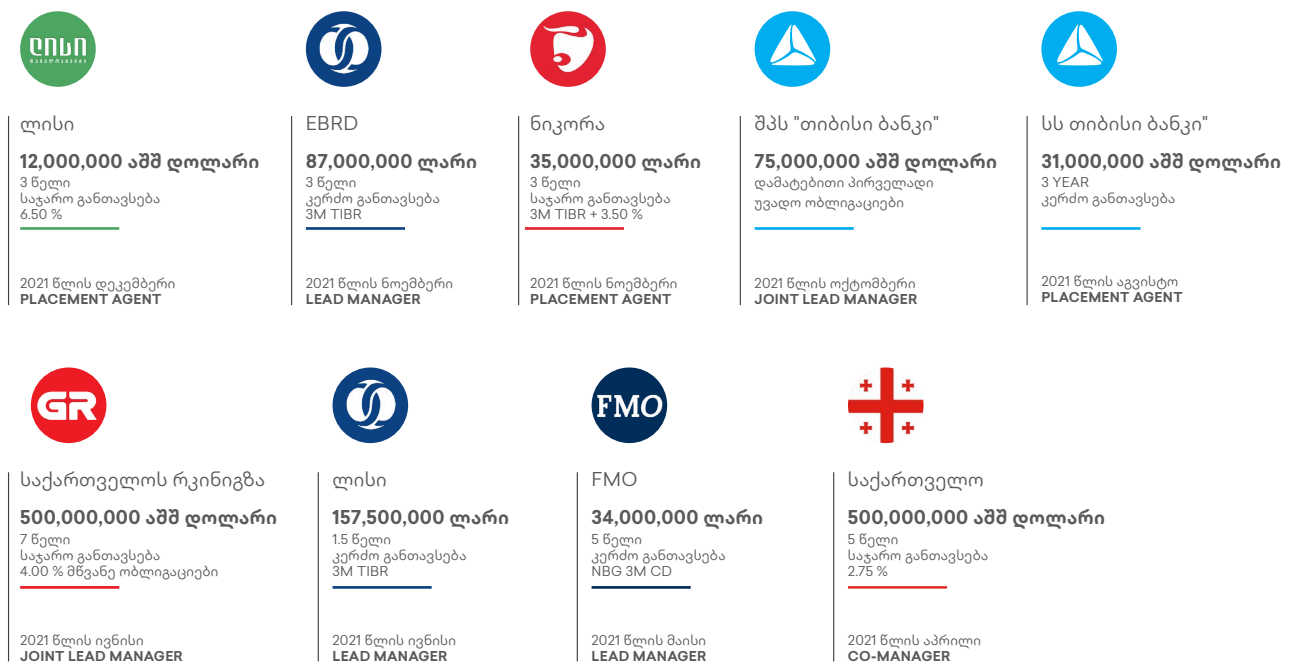 ლისი
ლისი
12,000,000 აშშ დოლარი
3 წელი
საჯარო განთავსება
6.50 %
2021 წლის დეკემბერი
PLACEMENT AGENT
EBRD
87,000,000 ლარი
3 წელი
კერძო განთავსება
3M TIBR
2021 წლის ნოემბერი
LEAD MANAGER
ნიკორა
35,000,000 ლარი
3 წელი
საჯარო განთავსება
3M TIBR + 3.50 %
2021 წლის ნოემბერი
PLACEMENT AGENT
შპს "თიბისი ბანკი"
75,000,000 აშშ დოლარი
დამატებითი პირველადი
უვადო ობლიგაციები
2021 წლის ოქტომბერი
JOINT LEAD MANAGER
სს თიბისი ბანკი"
31,000,000 აშშ დოლარი
3 YEAR
კერძო განთავსება
2021 წლის აგვისტო
PLACEMENT AGENT
GR
საქართველოს რკინიგზა
500,000,000 აშშ დოლარი
7 წელი
საჯარო განთავსება
4.00 % მწვანე ობლიგაციები
2021 წლის ივნისი
JOINT LEAD MANAGER
ლისი
157,500,000 ლარი
1.5 წელი
კერძო განთავსება
3M TIBR
2021 წლის ივნისი
LEAD MANAGER
FMO
FMO
34,000,000 ლარი
5 წელი
კერძო განთავსება
NBG 3M CD
2021 წლის მაისი
LEAD MANAGER
საქართველო
500,000,000 აშშ დოლარი
5 წელი
საჯარო განთავსება
2.75 %
2021 წლის აპრილი
CO-MANAGER